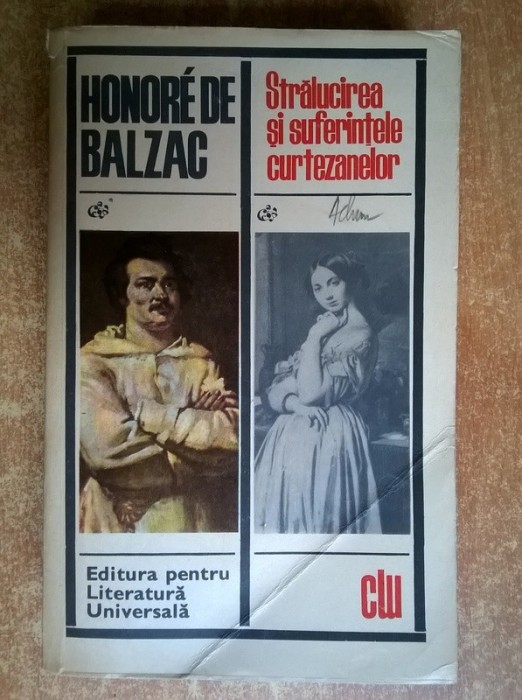 HONORÉ DE
BALZAC
Strălucirea
și suferințele
curtezanelor
Editura pentru
Literatură
Universală
clu